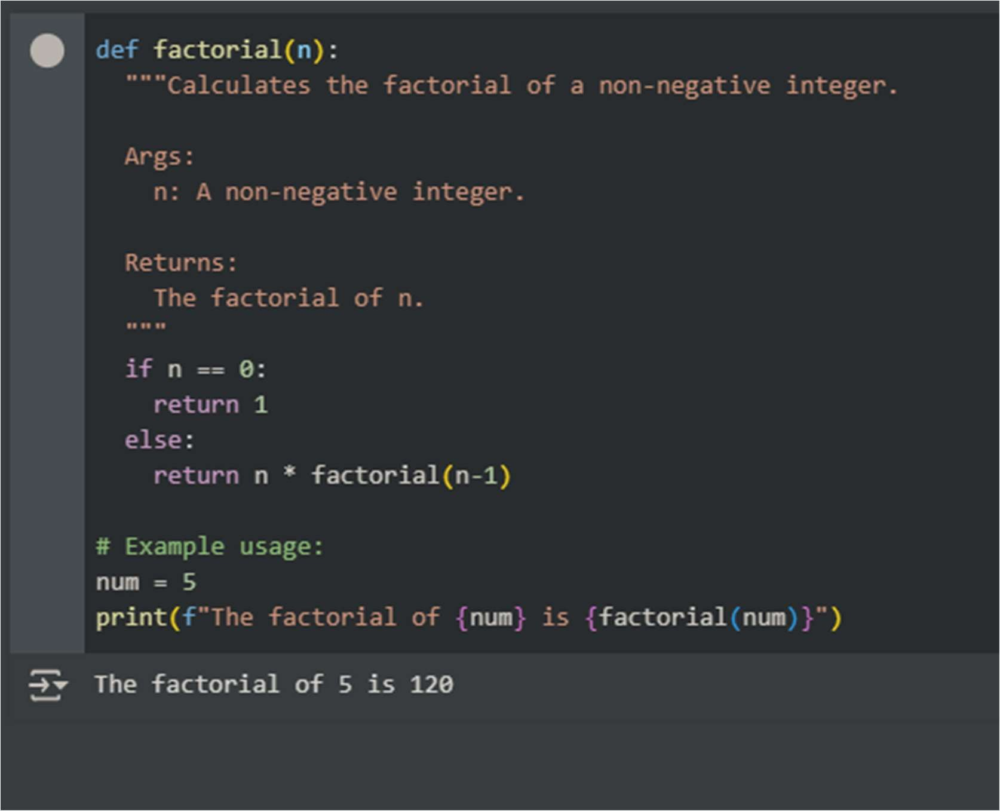 def factorial(n):
  """Calculates the factorial of a non-negative integer.

  Args:
    n: A non-negative integer.

  Returns:
    The factorial of n.
  """
  if n == 0:
    return 1
  else:
    return n * factorial(n-1)

# Example usage:
num = 5
print(f"The factorial of {num} is {factorial(num)}")
The factorial of 5 is 120